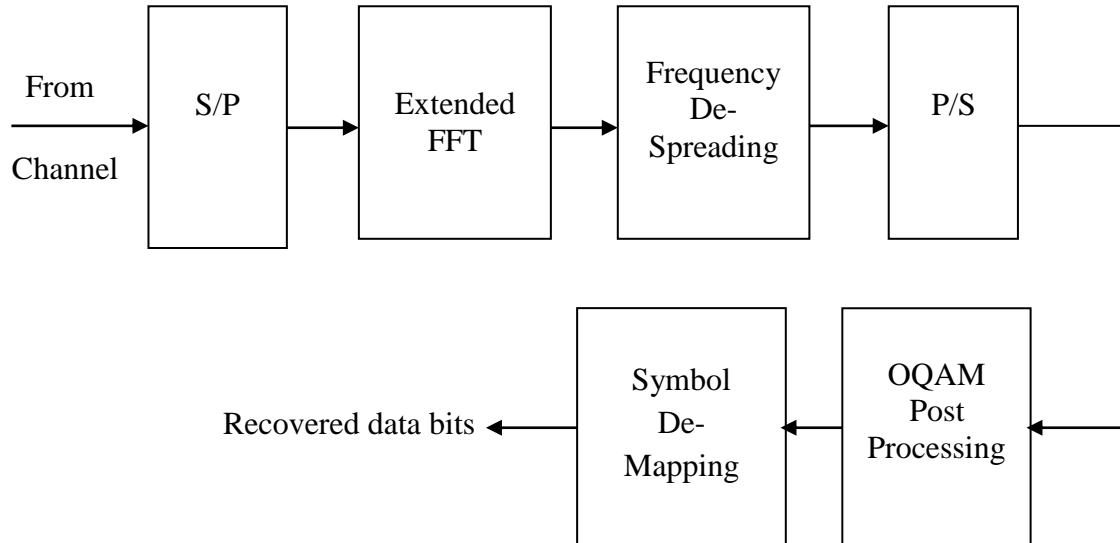 From
Channel
S/P
Extended
FFT
Frequency
De-
Spreading
P/S
OQAM
Post
Processing
Symbol
De-
Mapping
Recovered data bits